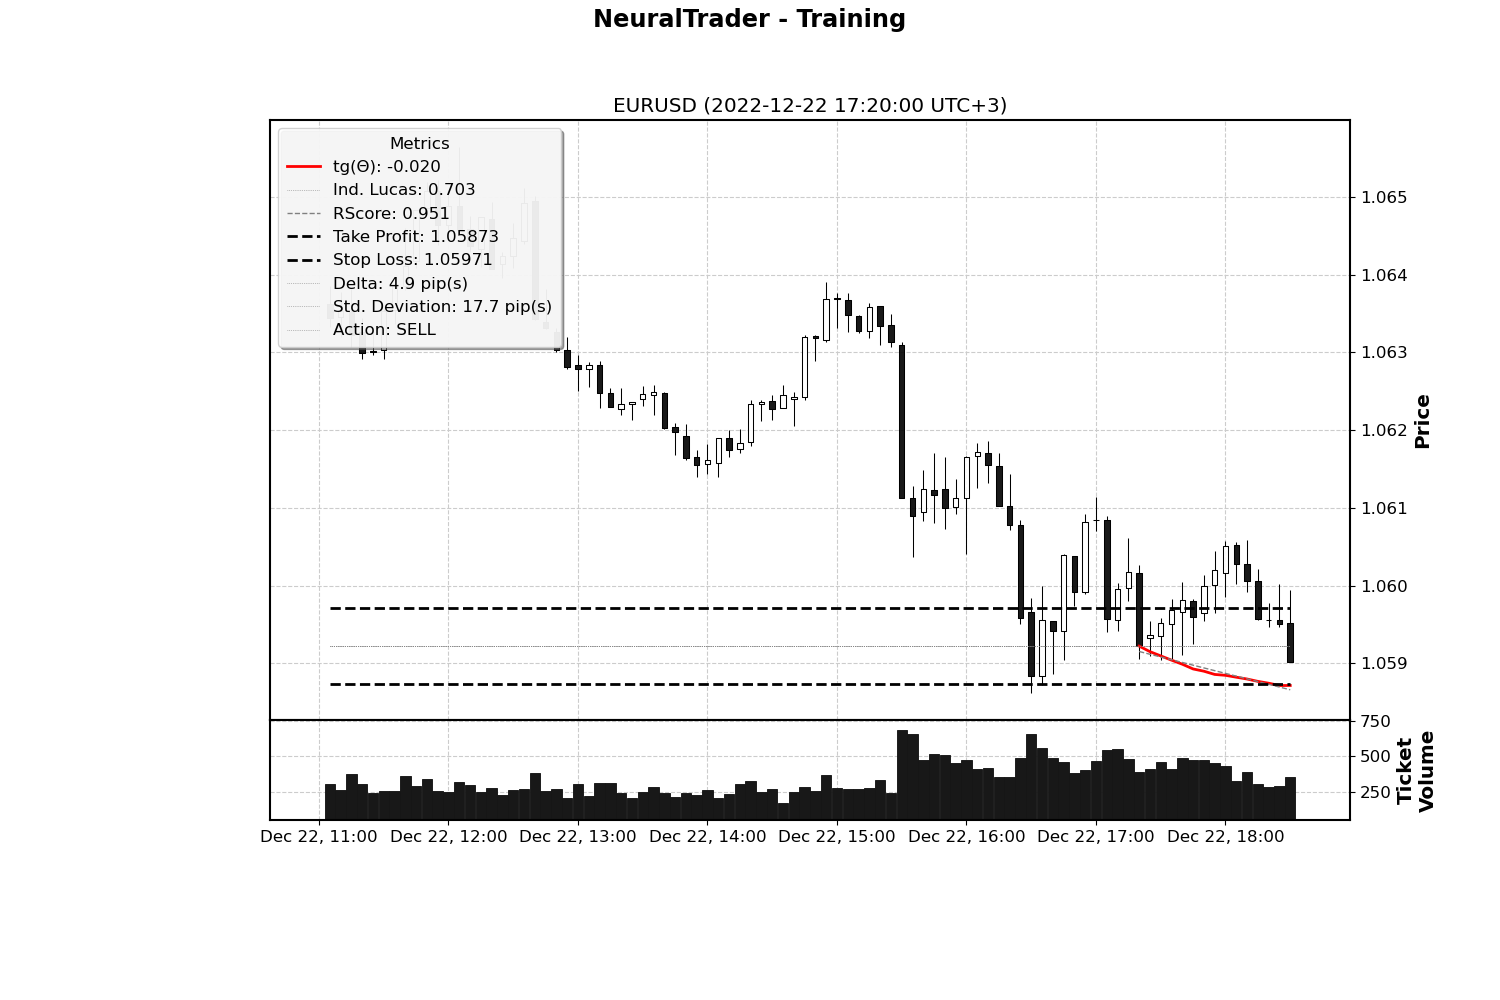 NeuralTrader - Training
EURUSD (2022-12-22 17:20:00 UTC+3)
Metrics
tg(Θ): -0.020
Ind. Lucas: 0.703
RScore: 0.951
Take Profit: 1.05873
Stop Loss: 1.05971
Delta: 4.9 pip(s)
Std. Deviation: 17.7 pip(s)
Action: SELL
1.065
1.064
1.063
1.062
1.061
1.060
1.059
Price
750
500
250
Ticket
Volume
Dec 22, 11:00 Dec 22, 12:00 Dec 22, 13:00 Dec 22, 14:00 Dec 22, 15:00 Dec 22, 16:00 Dec 22, 17:00 Dec 22, 18:00